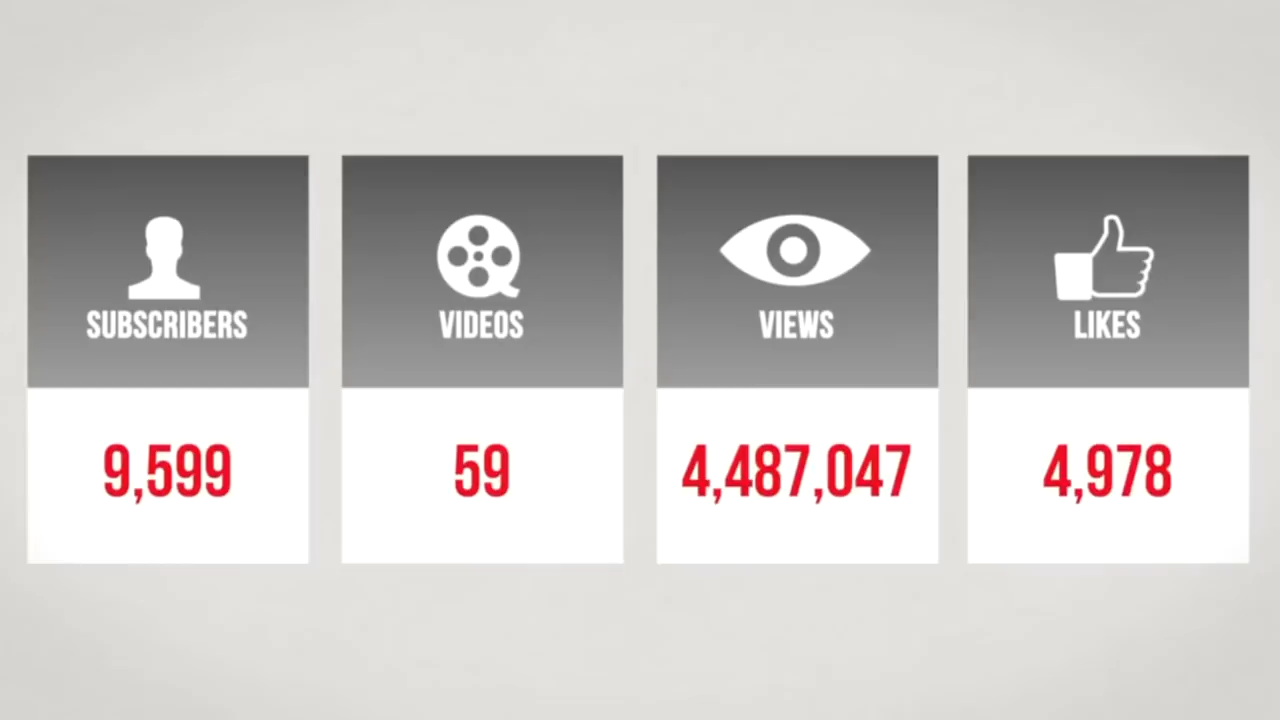 SUBSCRIBERS
9,599
VIDEOS
59
VIEWS
4,487,047
LIKES
4,978